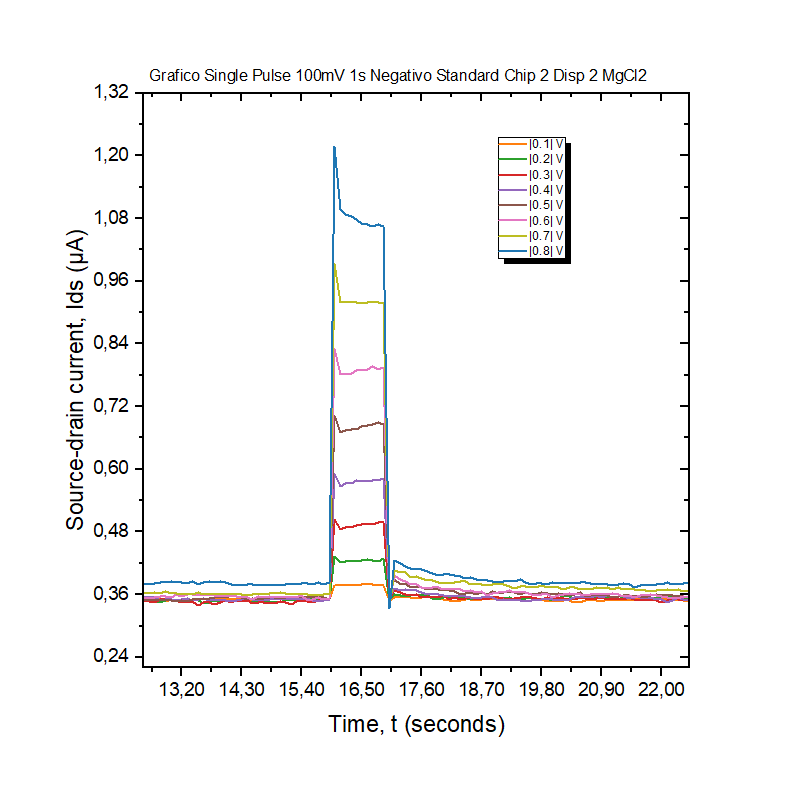 Grafico Single Pulse 100mV 1s Negativo Standard Chip 2 Disp 2 MgCl2
1,32
1,20
1,08
0,96
0,84
0,72
0,60
0,48
0,36
0,24
Source-drain current, Ids (µA)
|0.1| V
|0.2| V
|0.3| V
|0.4| V
|0.5| V
|0.6| V
|0.7| V
|0.8| V
13,20 14,30 15,40 16,50 17,60 18,70 19,80 20,90 22,00
Time, t (seconds)